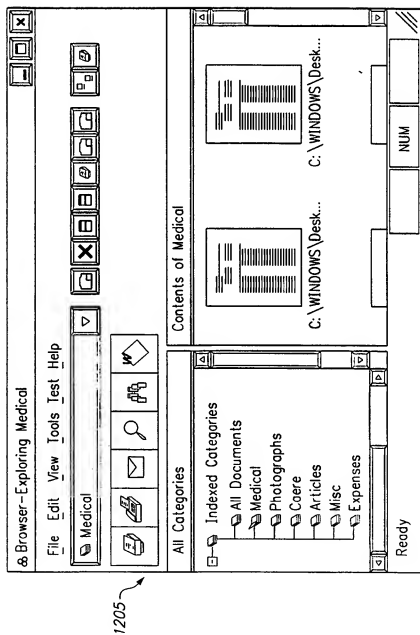 Browser-Exploring Medical
File Edit View Tools Test Help
Medical
1205
All Categories
Contents of Medical
Indexed Categories
All Documents
Medical
Photographs
Caere
Articles
Misc
Expenses
C: \WINDOWS\Desk...
C: \WINDOWS\Desk...
Ready
NUM